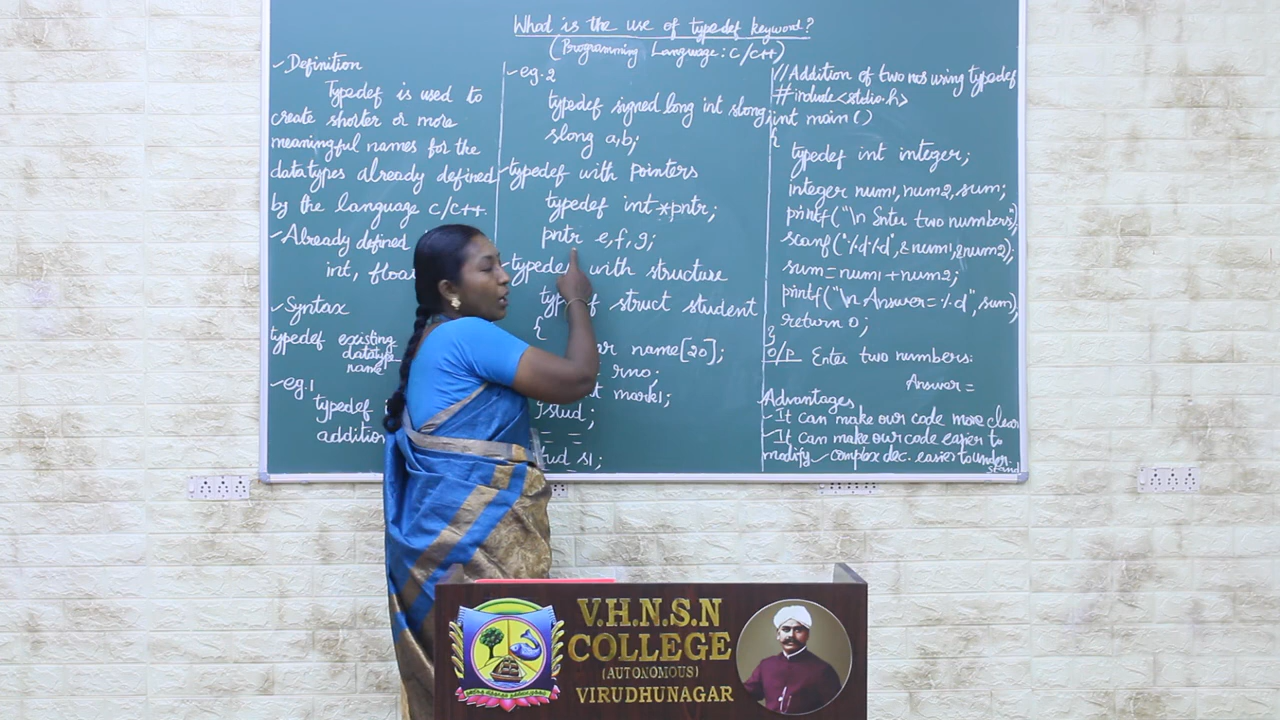 What is the use of typedef keyword?
(Programming Language: C/C++)
✓Definition
Typedef is used to
create shorter or more
meaningful names for the
datatypes already defined
by the language C/C++.
✓Already defined
int, float
✓Syntax
typedef existing
datatype
name
✓eg.1
typedef
addition
✓eg.2
typedef signed long int slong;
slong a,b;
✓typedef with pointers
typedef int *pntr;
pntr e,f,g;
typedef with structure
struct student
{
name[20];
rno;
mark1;
}stud;
= =
stud s1;
//Addition of two nos using typedef
#include<stdio.h>
int main()
{
typedef int integer;
integer num1, num2, sum;
printf("\n Enter two numbers");
scanf("%d%d",&num1,&num2);
sum=num1+num2;
printf("\n Answer=%d",sum);
return 0;
}
O/P Enter two numbers:
Answer =
Advantages
✓It can make our code more clear
✓It can make our code easier to
modify ✓complex dec. easier to under
stand
V.H.N.S.N
COLLEGE
(AUTONOMOUS)
VIRUDHUNAGAR